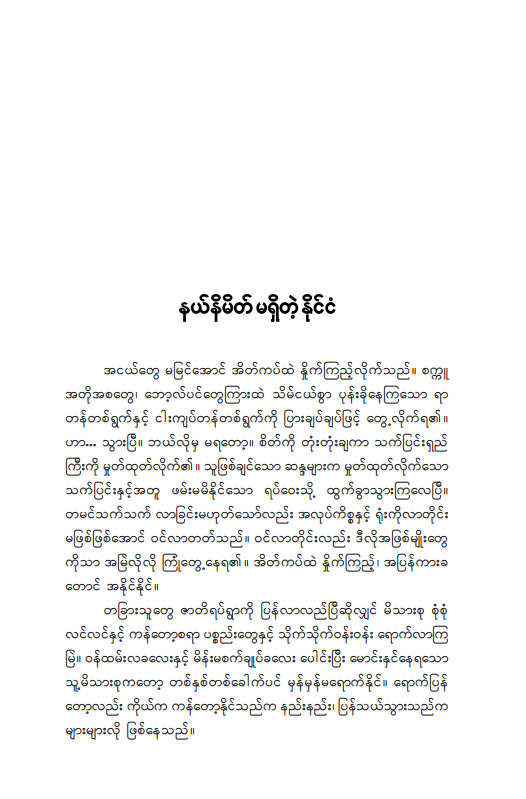 နယ်နိမိတ် မရှိတဲ့ နိုင်ငံ
အငယ်တွေ မမြင်အောင် အိတ်ကပ်ထဲ နှိုက်ကြည့်လိုက်သည်။ စက္ကူ
အတိုအစတွေ၊ ဘော့လ်ပင်တွေကြားထဲ သိမ်ငယ်စွာ ပုန်းခိုနေကြသော ရာ
တန်တစ်ရွက်နှင့် ငါးကျပ်တန်တစ်ရွက်ကို ပြားချပ်ချပ်ဖြင့် တွေ့လိုက်ရ၏။
ဟာ... သွားပြီ။ ဘယ်လိုမှ မရတော့။ စိတ်ကို တုံးတုံးချကာ သက်ပြင်းရှည်
ကြီးကို မှုတ်ထုတ်လိုက်၏။ သူဖြစ်ချင်သော ဆန္ဒများက မှုတ်ထုတ်လိုက်သော
သက်ပြင်းနှင့်အတူ ဖမ်းမမိနိုင်သော ရပ်ဝေးသို့ ထွက်ခွာသွားကြလေပြီ။
တမင်သက်သက် လာခြင်းမဟုတ်သော်လည်း အလုပ်ကိစ္စနှင့် ရုံးကိုလာတိုင်း
မဖြစ်ဖြစ်အောင် ဝင်လာတတ်သည်။ ဝင်လာတိုင်းလည်း ဒီလိုအဖြစ်မျိုးတွေ
ကိုသာ အမြဲလိုလို ကြုံတွေ့နေရ၏။ အိတ်ကပ်ထဲ နှိုက်ကြည့်၊ အပြန်ကားခ
တောင် အနိုင်နိုင်။
တခြားသူတွေ ဇာတိရပ်ရွာကို ပြန်လာလည်ပြီဆိုလျှင် မိသားစု စုံစုံ
လင်လင်နှင့် ကန်တော့စရာ ပစ္စည်းတွေနှင့် သိုက်သိုက်ဝန်းဝန်း ရောက်လာကြ
မြဲ။ ဝန်ထမ်းလခလေးနှင့် မိန်းမစက်ချုပ်ခလေး ပေါင်းပြီး မောင်းနှင်နေရသော
သူ့မိသားစုကတော့ တစ်နှစ်တစ်ခေါက်ပင် မှန်မှန်မရောက်နိုင်။ ရောက်ပြန်
တော့လည်း ကိုယ်က ကန်တော့နိုင်သည်က နည်းနည်း၊ ပြန်သယ်သွားသည်က
များများလို ဖြစ်နေသည်။